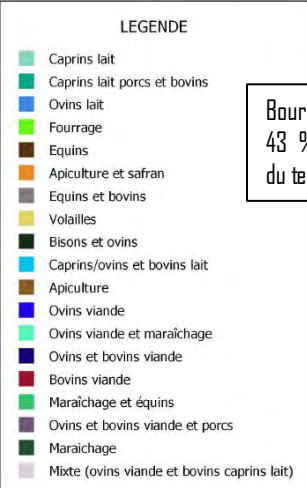 LEGENDE
Caprins lait
Caprins lait porcs et bovins
Ovins lait
Fourrage
Equins
Apiculture et safran
Equins et bovins
Volailles
Bisons et ovins
Caprins/ovins et bovins lait
Apiculture
Ovins viande
Ovins viande et maraîchage
Ovins et bovins viande
Bovins viande
Maraîchage et équins
Ovins et bovins viande et porcs
Maraichage
Mixte (ovins viande et bovins caprins lait)
43 %
du